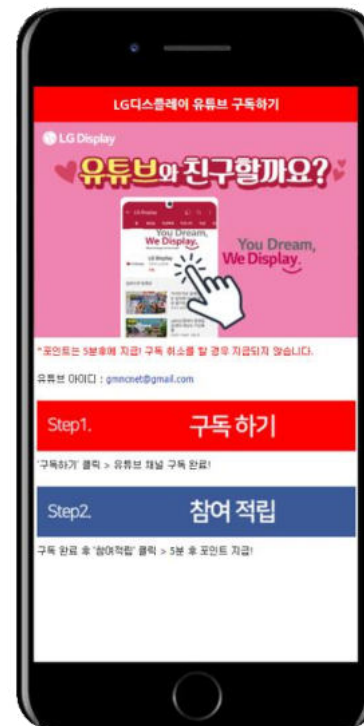 LG디스플레이 유튜브 구독하기
LG Display
유튜브와 친구할까요?
LG Display
You Dream,
We Display.
You Dream,
We Display.
*포인트는 5분후에 지급! 구독 취소를 할 경우 지급되지 않습니다.
유튜브 아이디 : gmncnet@gmail.com
Step1. 구독 하기
'구독하기' 클릭 > 유튜브 채널 구독 완료!
Step2. 참여 적립
구독 완료 후 '참여적립' 클릭 > 5분 후 포인트 지급!